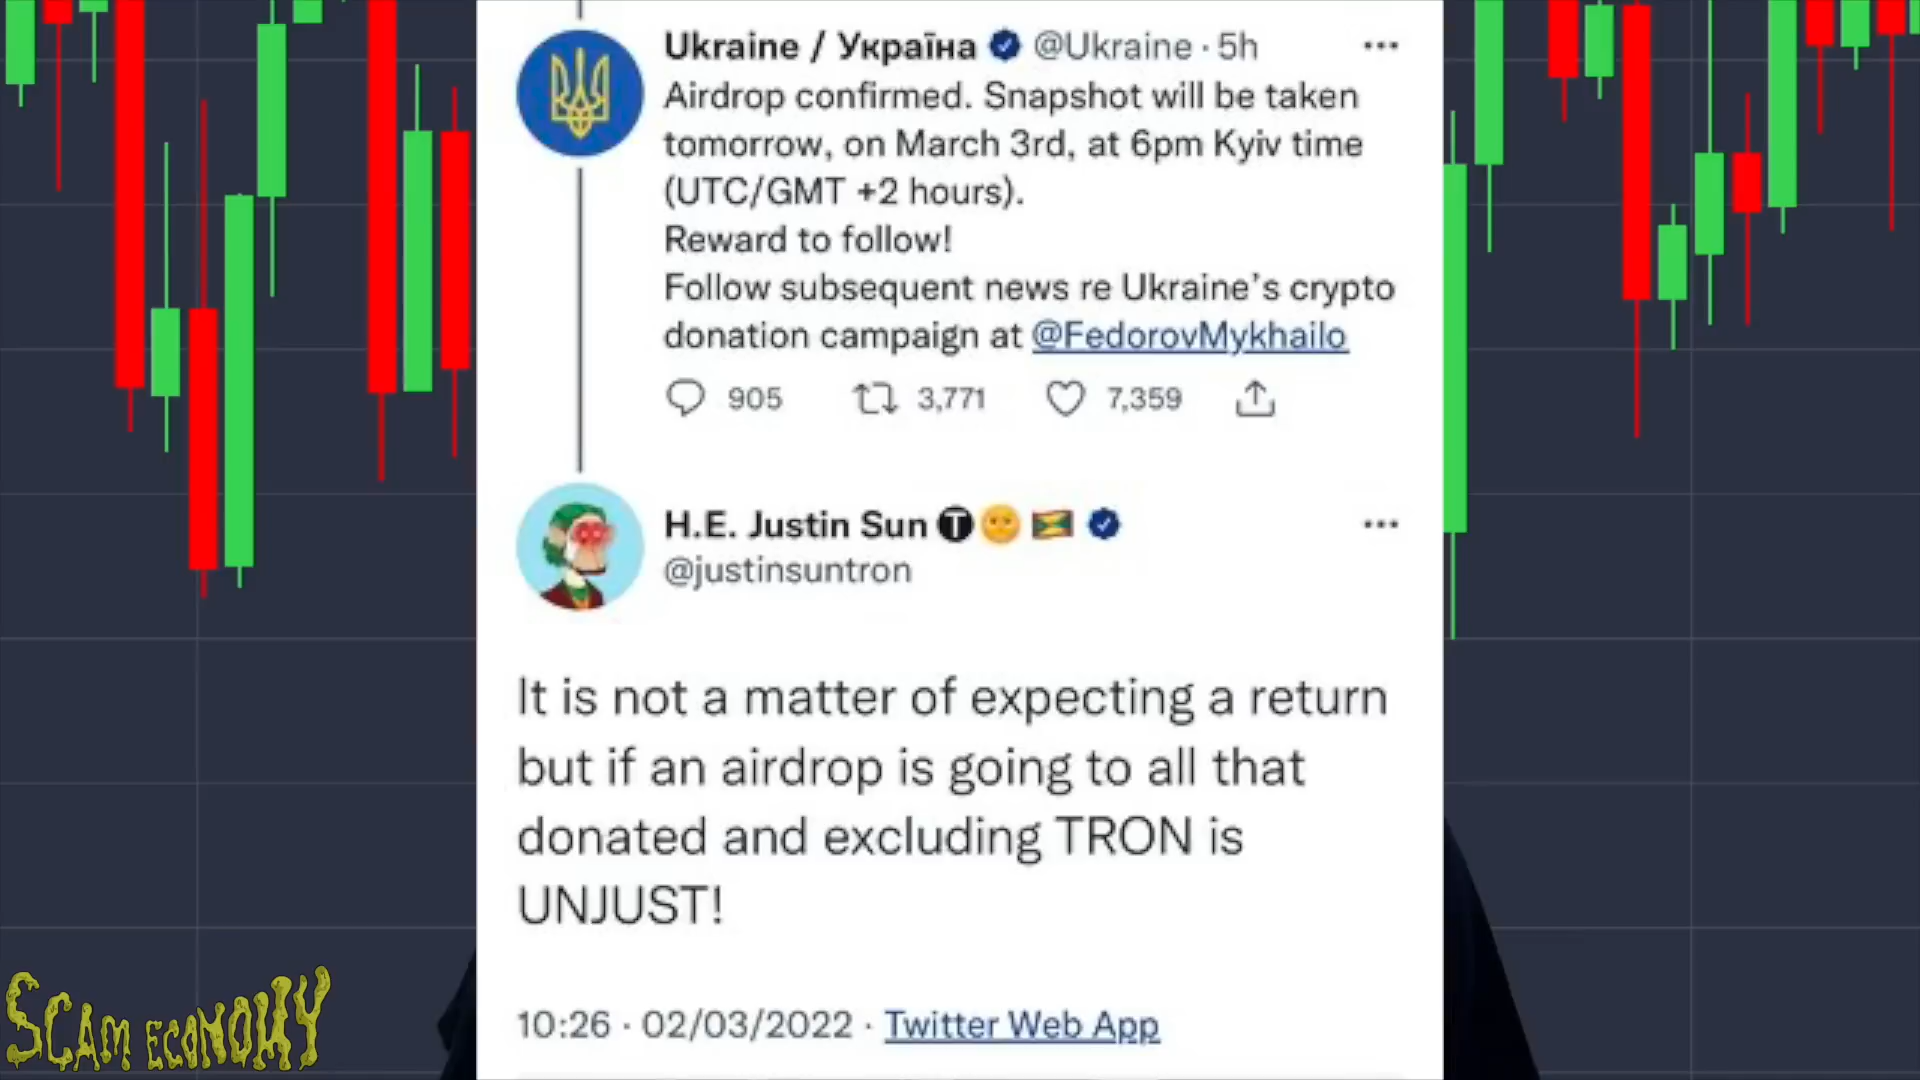 Ukraine / Україна @Ukraine · 5h
Airdrop confirmed. Snapshot will be taken
tomorrow, on March 3rd, at 6pm Kyiv time
(UTC/GMT +2 hours).
Reward to follow!
Follow subsequent news re Ukraine's crypto
donation campaign at @FedorovMykhailo
905 3,771 7,359
H.E. Justin Sun T
@justinsuntron
It is not a matter of expecting a return
but if an airdrop is going to all that
donated and excluding TRON is
UNJUST!
10:26 · 02/03/2022 · Twitter Web App
SCAM ECONOMY